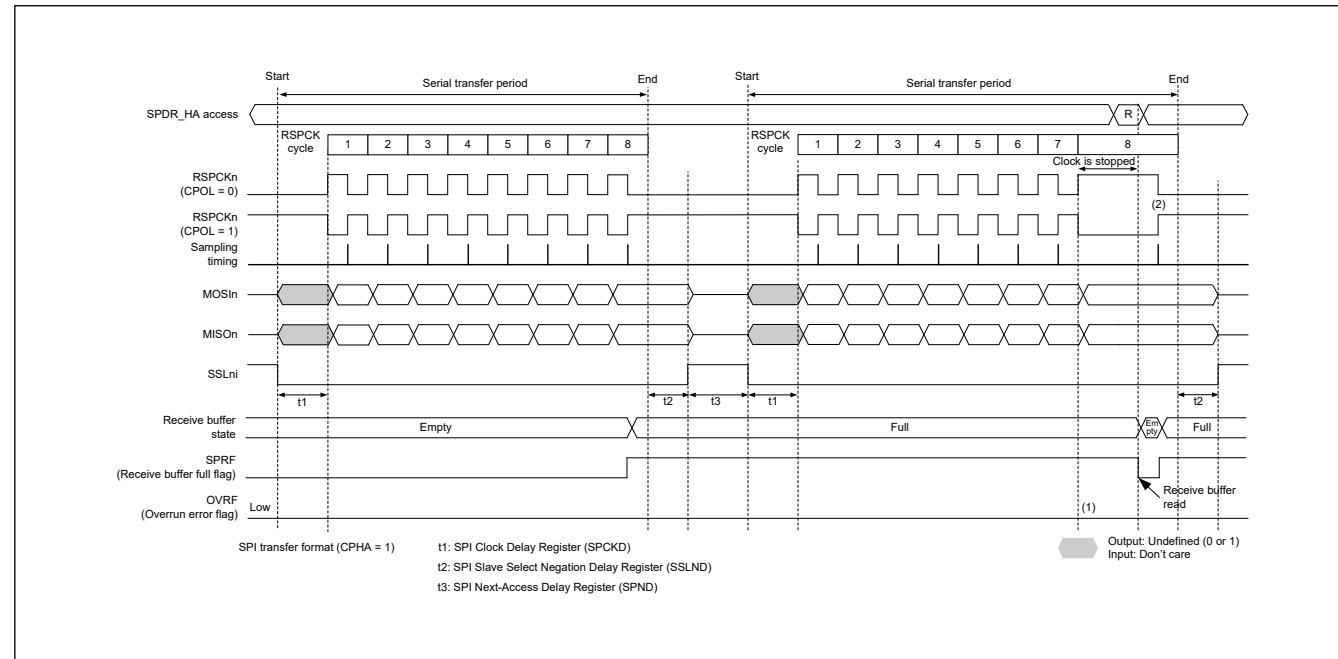 Start Serial transfer period End Start Serial transfer period End
SPDR_HA access R
RSPCK
cycle
1 2 3 4 5 6 7 8 1 2 3 4 5 6 7 8
Clock is stopped
RSPCKn
(CPOL = 0)
(2)
RSPCKn
(CPOL = 1)
Sampling
timing
MOSIn
MISOn
SSLni
t1 t2 t3 t1 t2
Receive buffer
state
Empty Full Em
pty Full
SPRF
(Receive buffer full flag)
Receive buffer
read
OVRF
(Overrun error flag)
Low (1)
SPI transfer format (CPHA = 1) t1: SPI Clock Delay Register (SPCKD)
t2: SPI Slave Select Negation Delay Register (SSLND)
t3: SPI Next-Access Delay Register (SPND)
Output: Undefined (0 or 1)
Input: Don't care